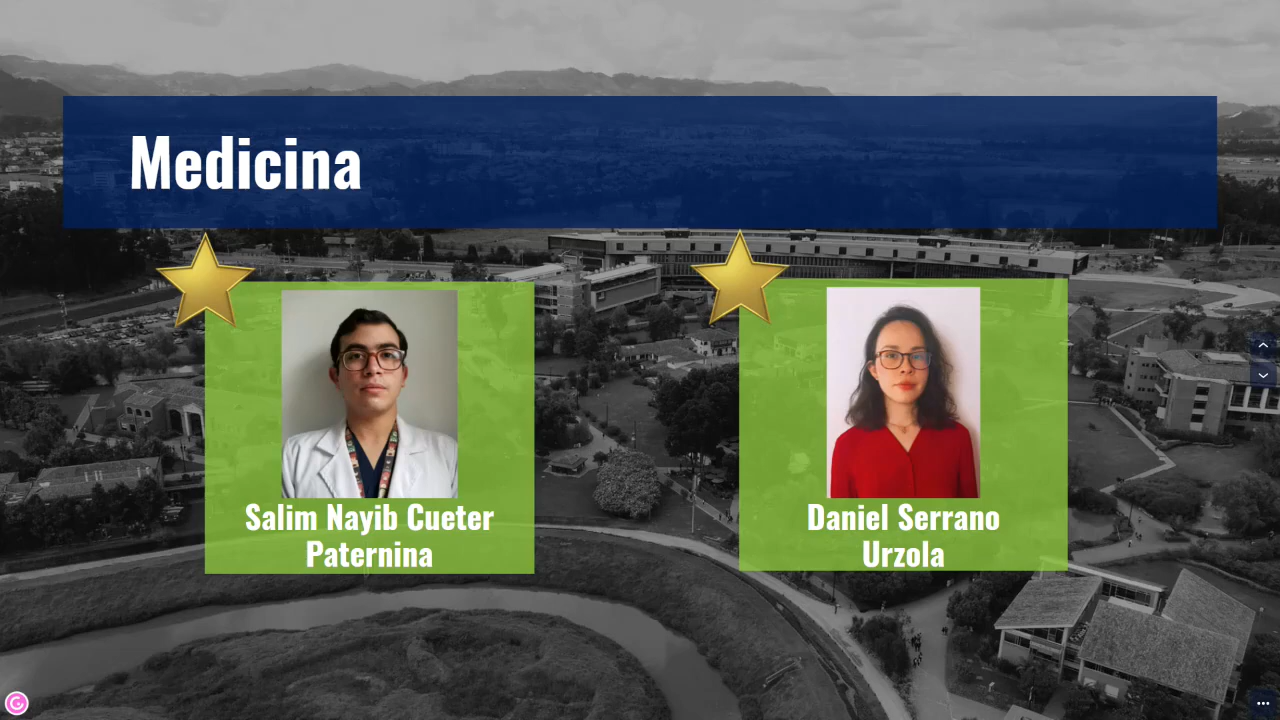 Medicina
Salim Nayib Cueter
Paternina
Daniel Serrano
Urzola